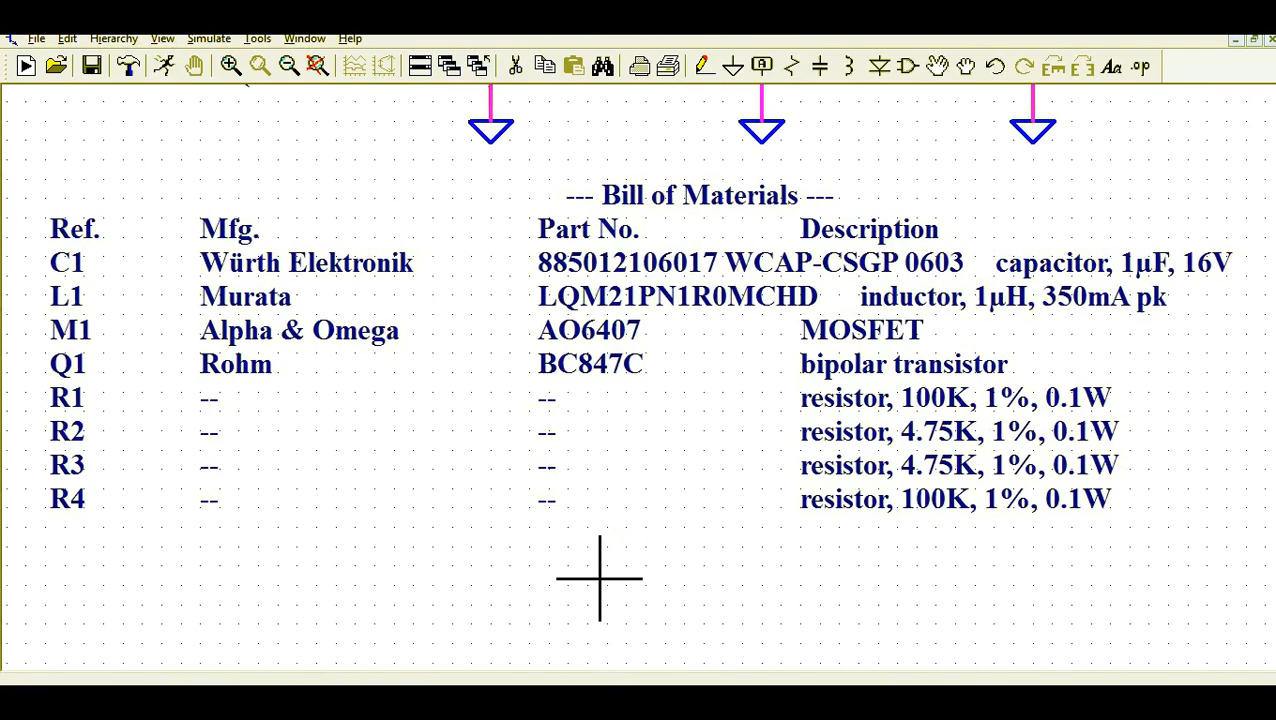 File Edit Hierarchy View Simulate Tools Window Help
Aa .op
--- Bill of Materials ---
Ref. Mfg. Part No. Description
C1 Würth Elektronik 885012106017 WCAP-CSGP 0603 capacitor, 1µF, 16V
L1 Murata LQM21PN1R0MCHD inductor, 1µH, 350mA pk
M1 Alpha & Omega AO6407 MOSFET
Q1 Rohm BC847C bipolar transistor
R1 -- -- resistor, 100K, 1%, 0.1W
R2 -- -- resistor, 4.75K, 1%, 0.1W
R3 -- -- resistor, 4.75K, 1%, 0.1W
R4 -- -- resistor, 100K, 1%, 0.1W